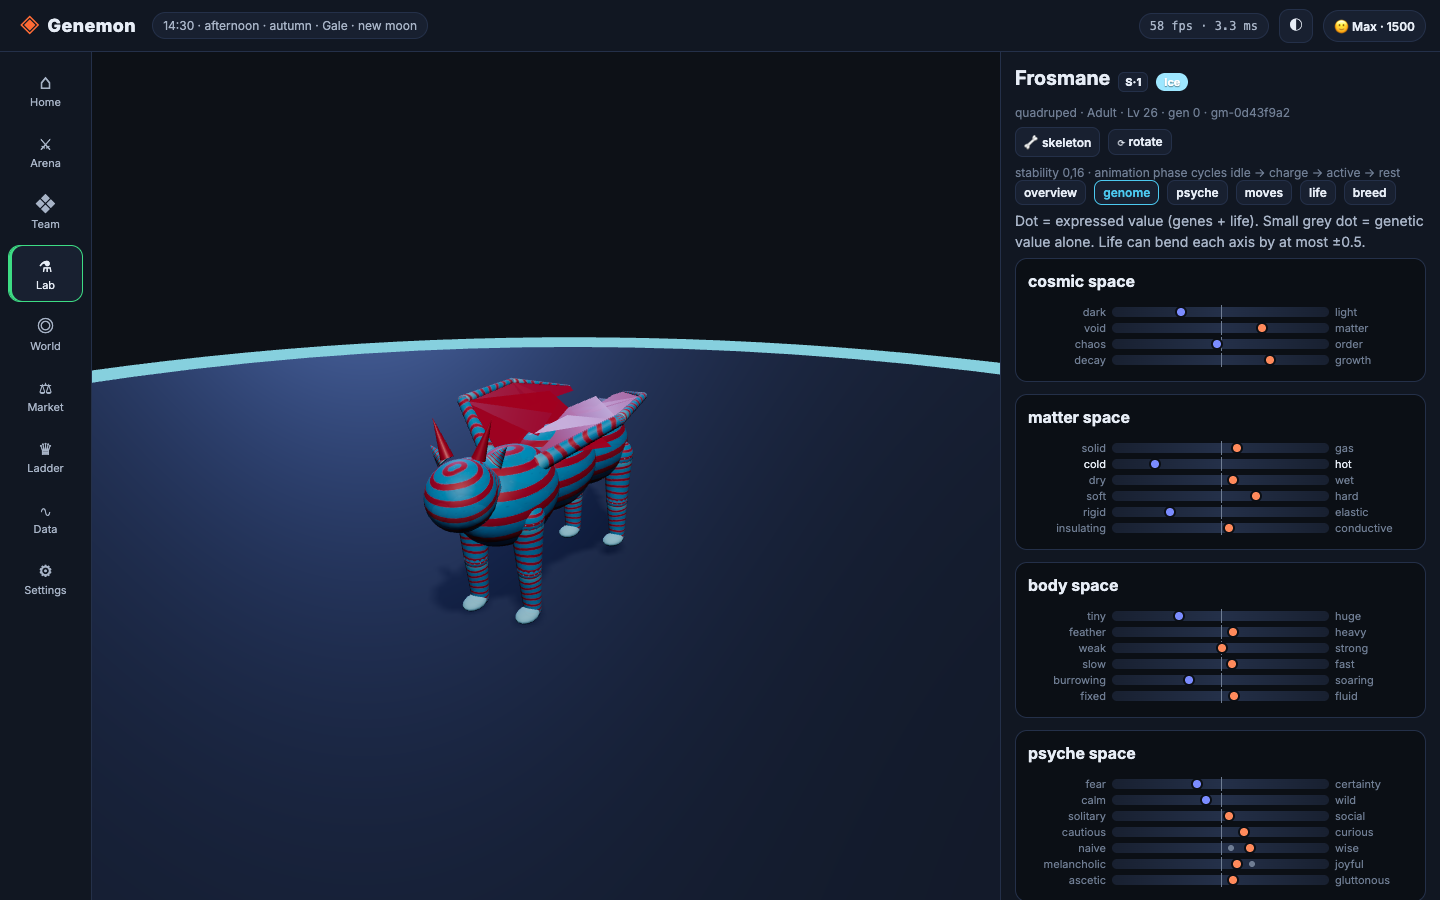 Genemon
14:30 · afternoon · autumn · Gale · new moon
58 fps · 3.3 ms
Max · 1500
Home
Arena
Team
Lab
World
Market
Ladder
Data
Settings
Frosmane S·1 Ice
quadruped · Adult · Lv 26 · gen 0 · gm-0d43f9a2
skeleton
rotate
stability 0,16 · animation phase cycles idle → charge → active → rest
overview genome psyche moves life breed
Dot = expressed value (genes + life). Small grey dot = genetic
value alone. Life can bend each axis by at most ±0.5.
cosmic space
dark light
void matter
chaos order
decay growth
matter space
solid gas
cold hot
dry wet
soft hard
rigid elastic
insulating conductive
body space
tiny huge
feather heavy
weak strong
slow fast
burrowing soaring
fixed fluid
psyche space
fear certainty
calm wild
solitary social
cautious curious
naive wise
melancholic joyful
ascetic gluttonous